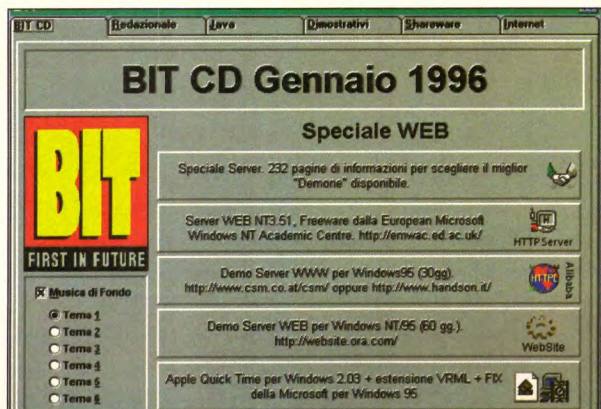 BIT CD
Redazionale
Java
Dimostrativi
Shareware
Internet
BIT CD Gennaio 1996
BIT
FIRST IN FUTURE
Musica di Fondo
Tema 1
Tema 2
Tema 3
Tema 4
Tema 5
Tema 6
Speciale WEB
Speciale Server. 232 pagine di informazioni per scegliere il miglior
"Demone" disponibile.
Server WEB NT3.51, Freeware dalla European Microsoft
Windows NT Academic Centre. http://emwac.ed.ac.uk/
HTTP Server
Demo Server WWW per Windows95 (30gg).
http://www.csm.co.at/csm/ oppure http://www.handson.it/
HTTP
Alibaba
Demo Server WEB per Windows NT/95 (60 gg.).
http://website.ora.com/
WebSite
Apple Quick Time per Windows 2.03 + estensione VRML + FIX
della Microsoft per Windows 95